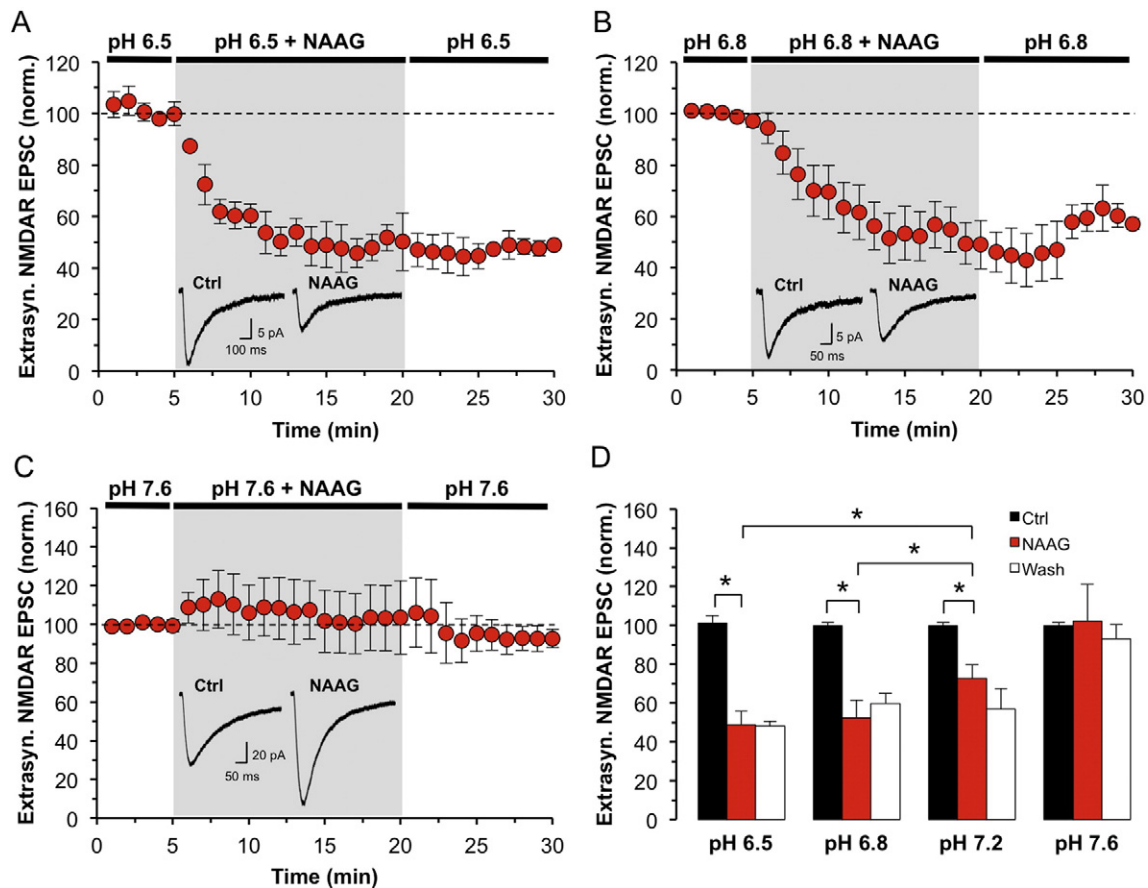 A
pH 6.5 pH 6.5 + NAAG pH 6.5
Extrasyn. NMDAR EPSC (norm.)
120
100
80
60
40
20
0
Ctrl NAAG
5 pA
100 ms
0 5 10 15 20 25 30
Time (min)
B
pH 6.8 pH 6.8 + NAAG pH 6.8
Extrasyn. NMDAR EPSC (norm.)
120
100
80
60
40
20
0
Ctrl NAAG
5 pA
50 ms
0 5 10 15 20 25 30
Time (min)
C
pH 7.6 pH 7.6 + NAAG pH 7.6
Extrasyn. NMDAR EPSC (norm.)
160
140
120
100
80
60
40
20
0
Ctrl NAAG
20 pA
50 ms
0 5 10 15 20 25 30
Time (min)
D
Extrasyn. NMDAR EPSC (norm.)
160
140
120
100
80
60
40
20
0
*
*
* * *
Ctrl
NAAG
Wash
pH 6.5 pH 6.8 pH 7.2 pH 7.6